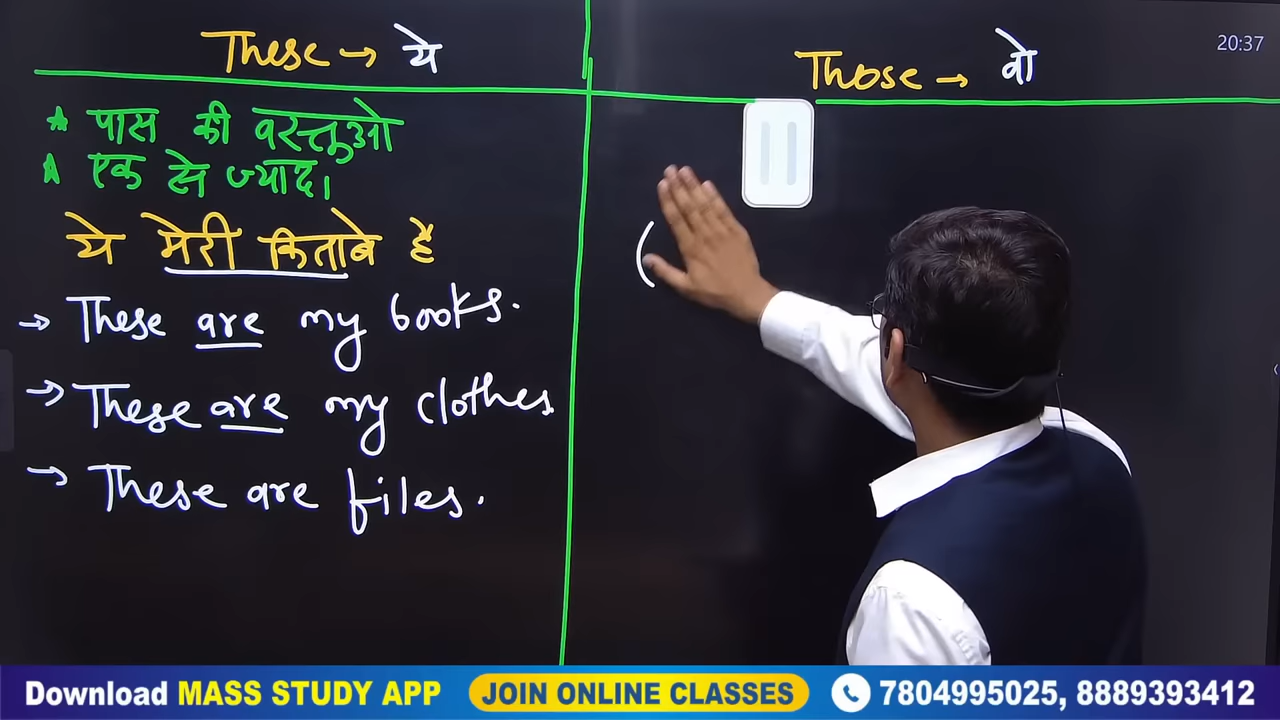 These → ये
Those → वो
20:37
* पास की वस्तुओ
* एक से ज्याद।
ये मेरी किताबे है
→ These are my books.
→ These are my clothes
→ These are files.
(
Download MASS STUDY APP JOIN ONLINE CLASSES 7804995025, 8889393412